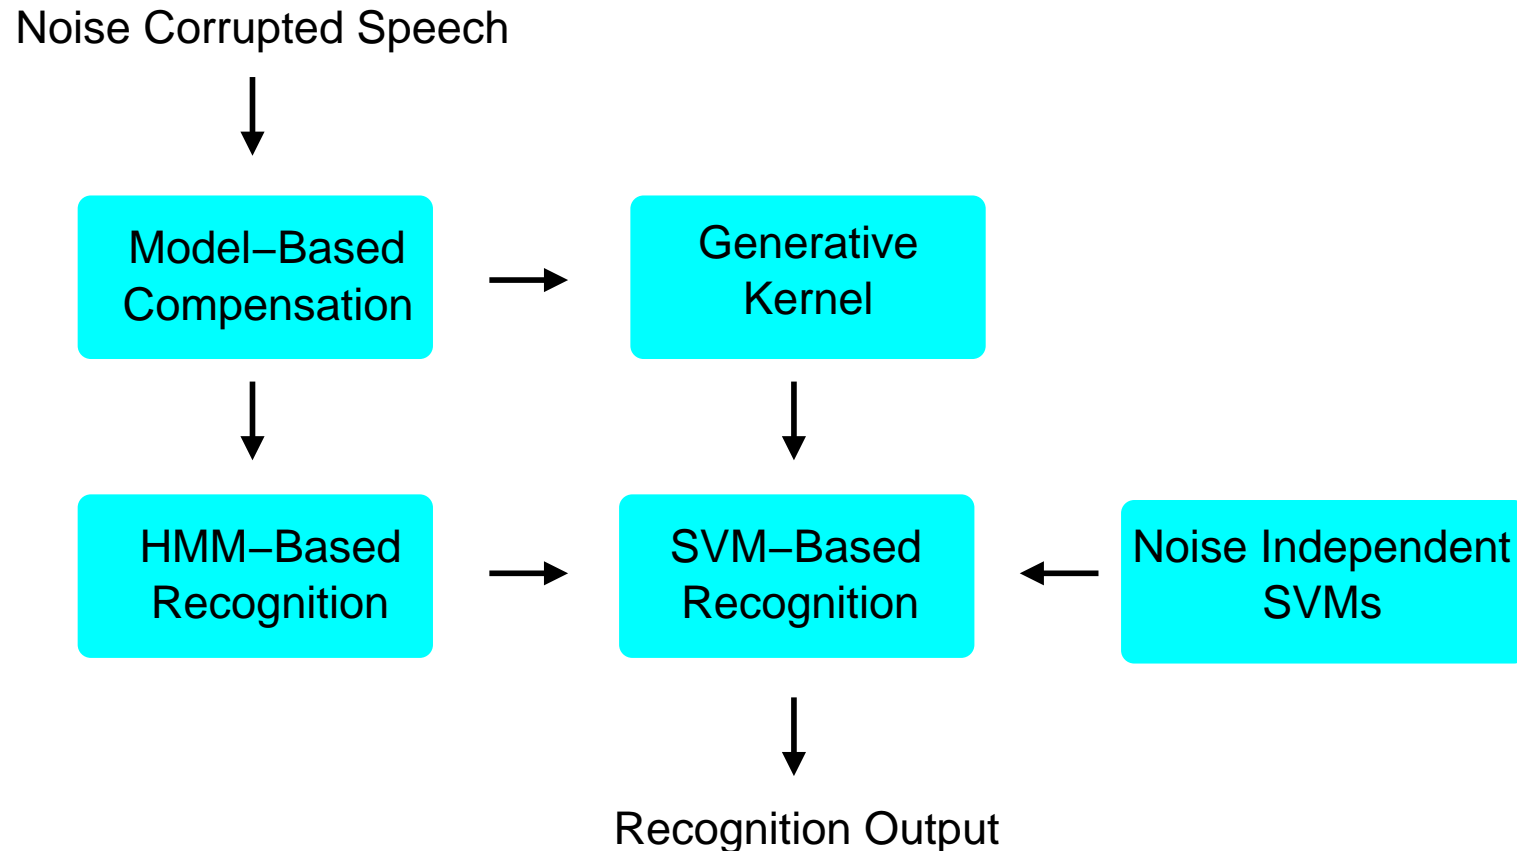 Noise Corrupted Speech
Model−Based
Compensation
Generative
Kernel
HMM−Based
Recognition
SVM−Based
Recognition
Noise Independent
SVMs
Recognition Output